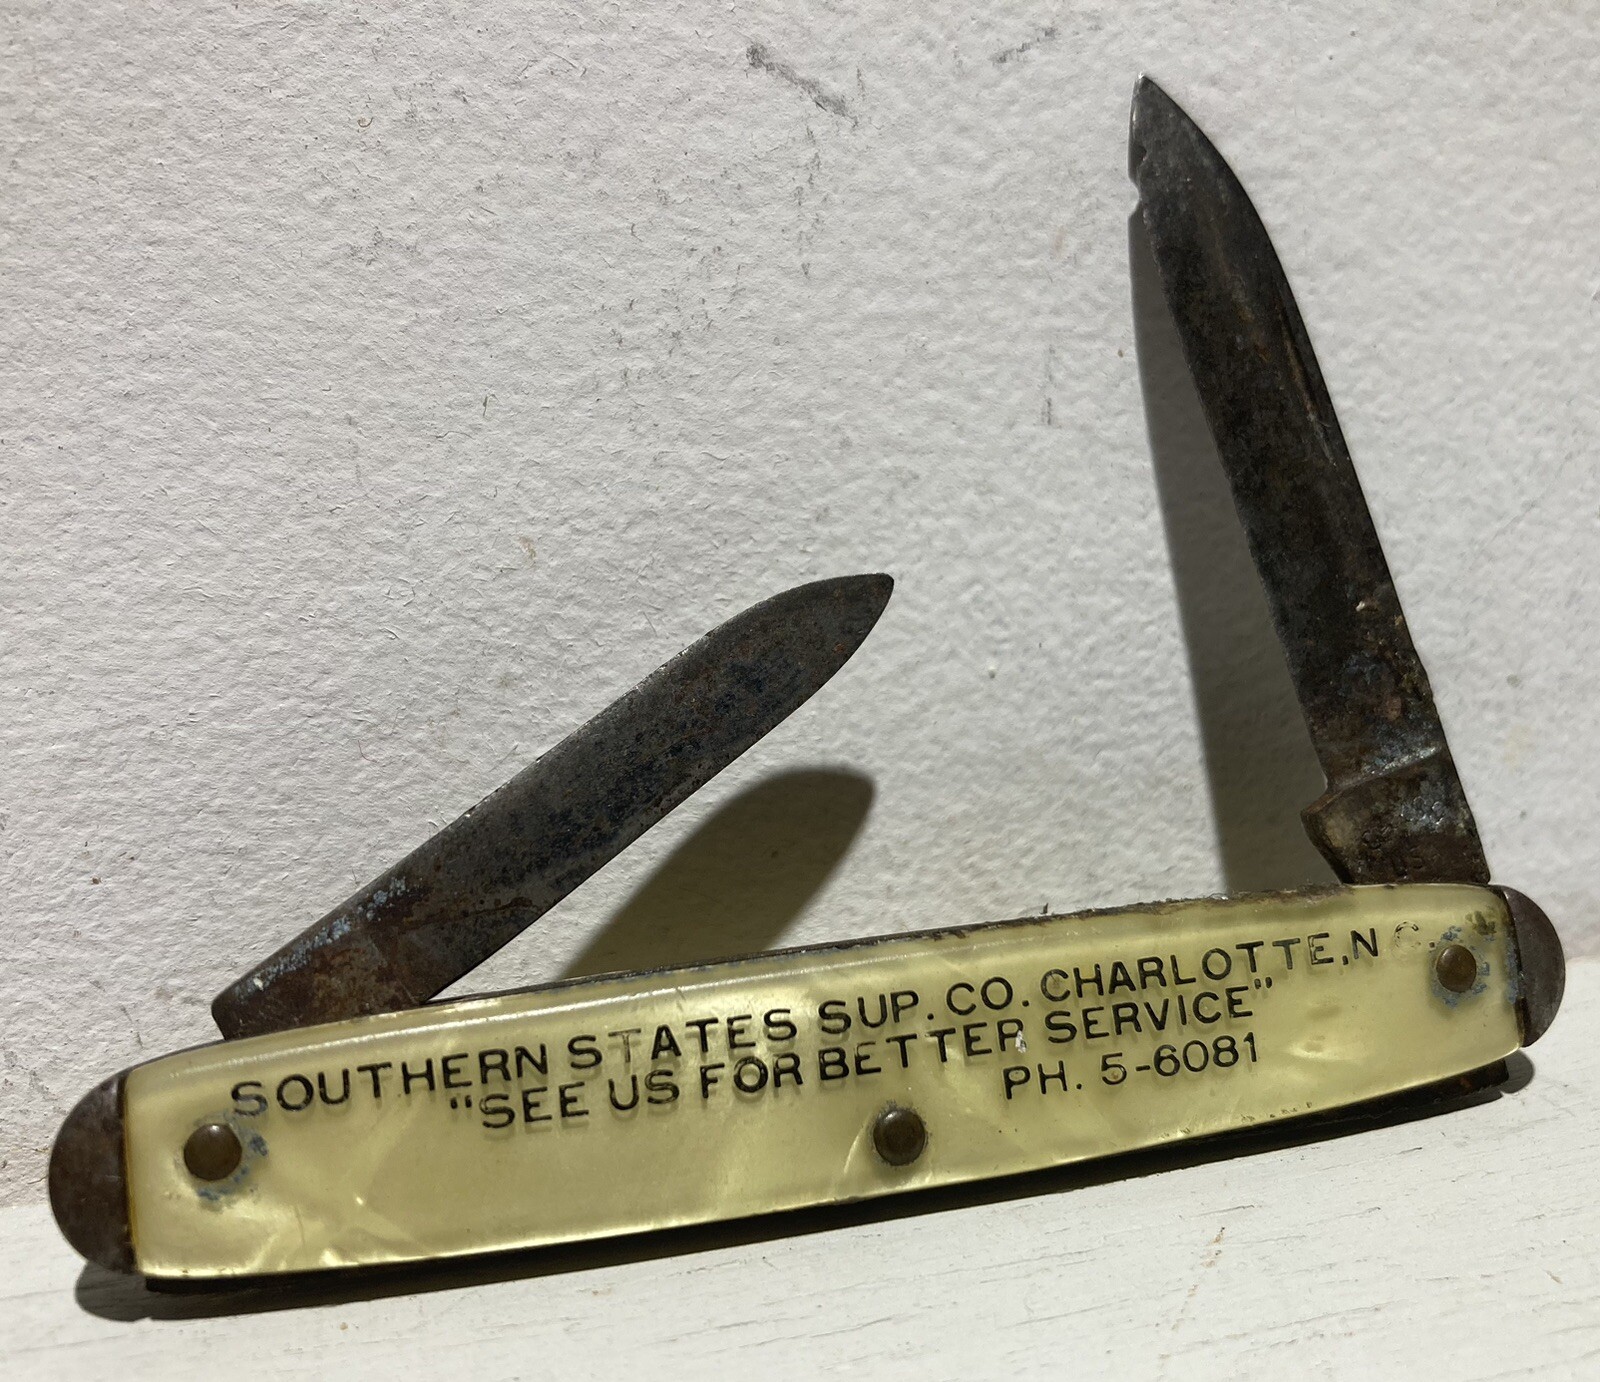 SOUTHERN STATES SUP. CO. CHARLOTTE, N C.
"SEE US FOR BETTER SERVICE"
PH. 5-6081